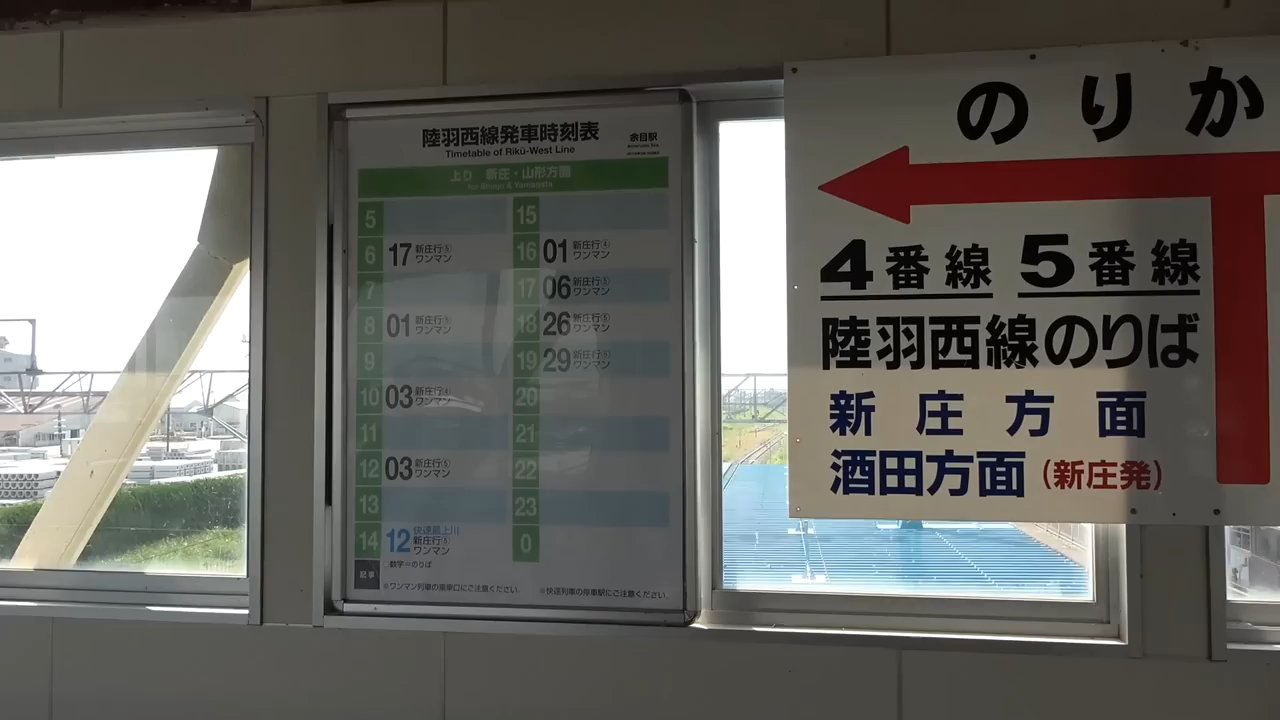 陸羽西線発車時刻表
余目駅
Timetable of Rikū-West Line
上り 新庄・山形方面
for Shinjo & Yamagata
5
6 17 新庄行⑤ ワンマン
7
8 01 新庄行⑤ ワンマン
9
10 03 新庄行④ ワンマン
11
12 03 新庄行⑤ ワンマン
13
14 12 快速最上川 新庄行⑤ ワンマン
15
16 01 新庄行④ ワンマン
17 06 新庄行⑤ ワンマン
18 26 新庄行⑤ ワンマン
19 29 新庄行⑤ ワンマン
20
21
22
23
0
記事
数字=のりば
※ワンマン列車の乗車口にご注意ください。
※快速列車の停車駅にご注意ください。
のりか
4番線 5番線
陸羽西線のりば
新庄方面
酒田方面(新庄発)